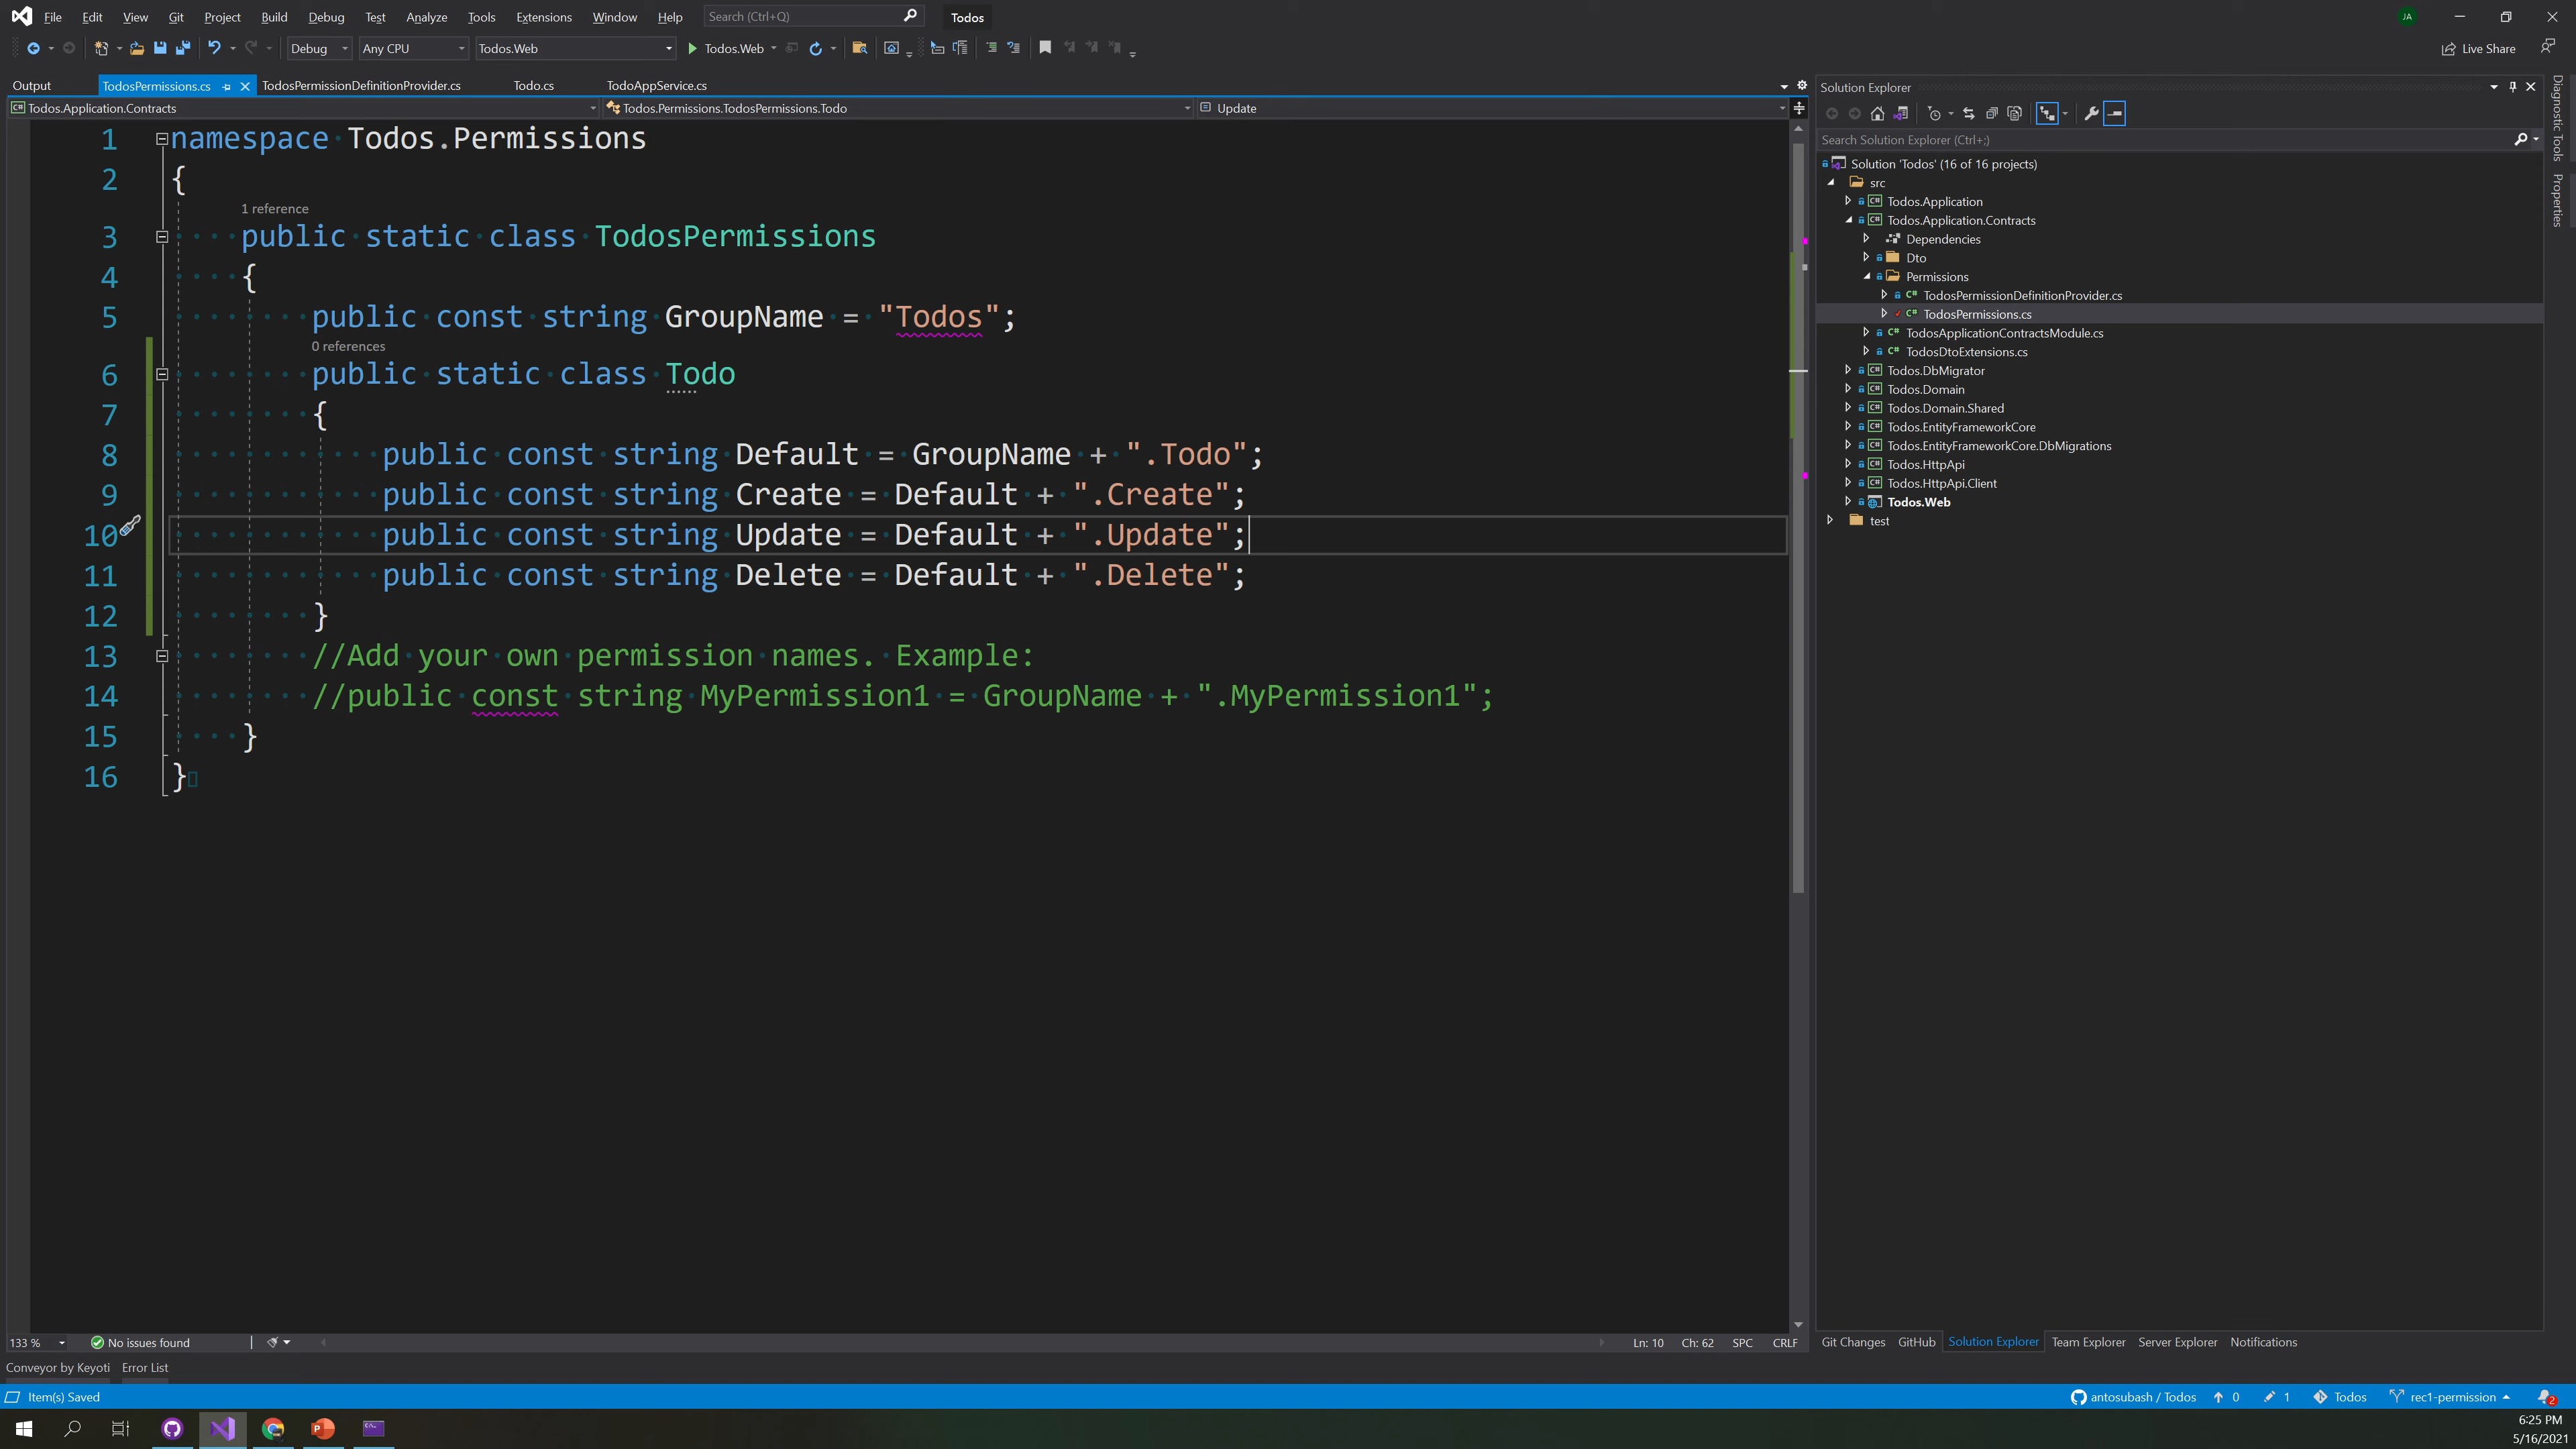 File Edit View Git Project Build Debug Test Analyze Tools Extensions Window Help Search (Ctrl+Q) Todos JA
Debug Any CPU Todos.Web Todos.Web Live Share
Output TodosPermissions.cs TodosPermissionDefinitionProvider.cs Todo.cs TodoAppService.cs
Todos.Application.Contracts Todos.Permissions.TodosPermissions.Todo Update
1 namespace Todos.Permissions
2 {
1 reference
3 public static class TodosPermissions
4 {
5 public const string GroupName = "Todos";
0 references
6 public static class Todo
7 {
8 public const string Default = GroupName + ".Todo";
9 public const string Create = Default + ".Create";
10 public const string Update = Default + ".Update";
11 public const string Delete = Default + ".Delete";
12 }
13 //Add your own permission names. Example:
14 //public const string MyPermission1 = GroupName + ".MyPermission1";
15 }
16 }
133 % No issues found Ln: 10 Ch: 62 SPC CRLF
Conveyor by Keyoti Error List
Solution Explorer
Search Solution Explorer (Ctrl+;)
Solution 'Todos' (16 of 16 projects)
src
Todos.Application
Todos.Application.Contracts
Dependencies
Dto
Permissions
TodosPermissionDefinitionProvider.cs
TodosPermissions.cs
TodosApplicationContractsModule.cs
TodosDtoExtensions.cs
Todos.DbMigrator
Todos.Domain
Todos.Domain.Shared
Todos.EntityFrameworkCore
Todos.EntityFrameworkCore.DbMigrations
Todos.HttpApi
Todos.HttpApi.Client
Todos.Web
test
Git Changes GitHub Solution Explorer Team Explorer Server Explorer Notifications
Diagnostic Tools
Properties
Item(s) Saved antosubash / Todos 0 1 Todos rec1-permission 2
6:25 PM
5/16/2021